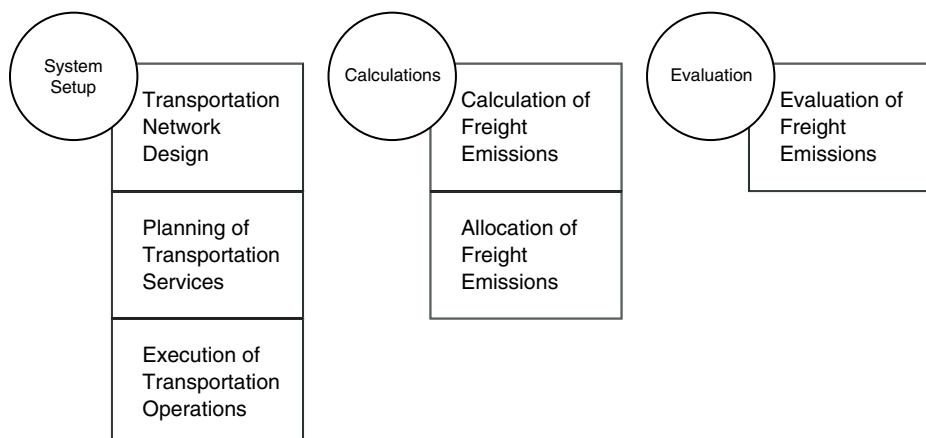 System
Setup
Transportation
Network
Design
Planning of
Transportation
Services
Execution of
Transportation
Operations
Calculations
Calculation of
Freight
Emissions
Allocation of
Freight
Emissions
Evaluation
Evaluation of
Freight
Emissions